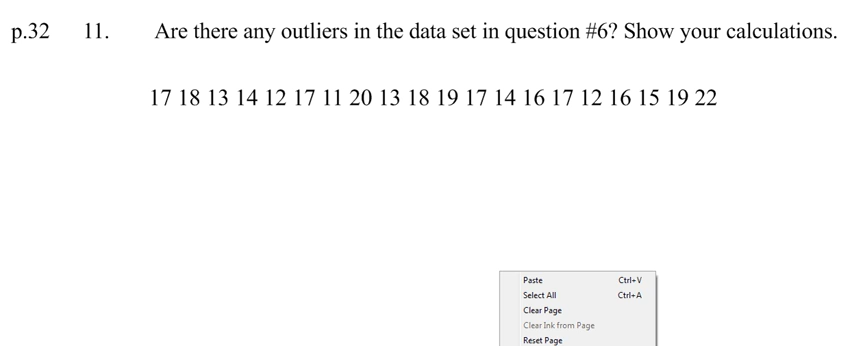 p.32 11. Are there any outliers in the data set in question #6? Show your calculations.
17 18 13 14 12 17 11 20 13 18 19 17 14 16 17 12 16 15 19 22
Paste Ctrl+V
Select All Ctrl+A
Clear Page
Clear Ink from Page
Reset Page